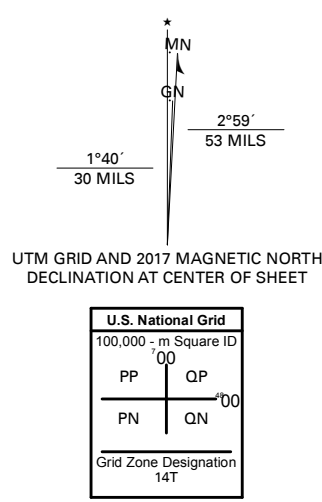 ★
MN
GN
2°59´
53 MILS
1°40´
30 MILS
UTM GRID AND 2017 MAGNETIC NORTH
DECLINATION AT CENTER OF SHEET
U.S. National Grid
100,000 - m Square ID
⁷00
PP QP
⁴⁸00
PN QN
Grid Zone Designation
14T